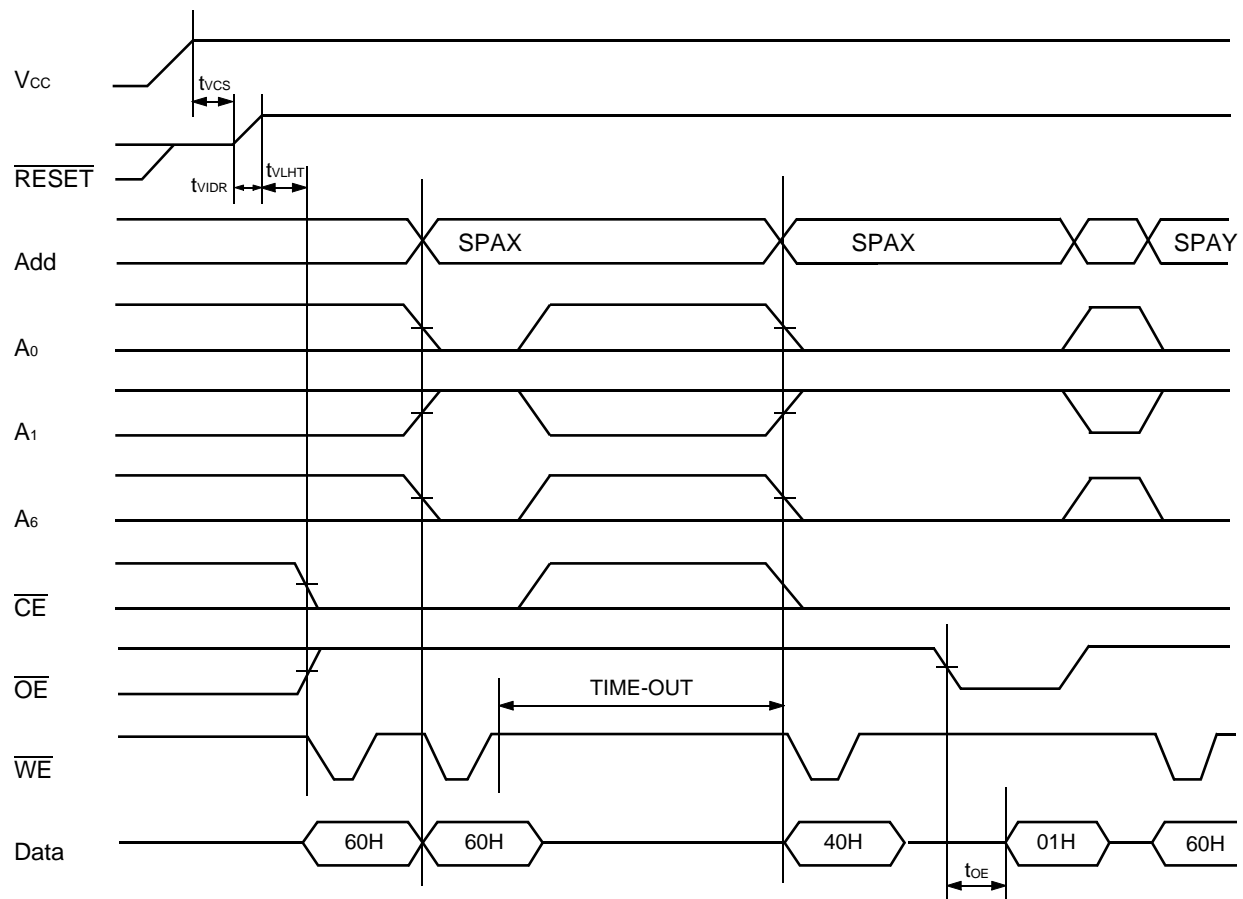 VCC
tVCS
RESET
tVIDR
tVLHT
Add
SPAX
SPAX
SPAY
A0
A1
A6
CE
OE
TIME-OUT
WE
Data
60H
60H
40H
01H
60H
tOE